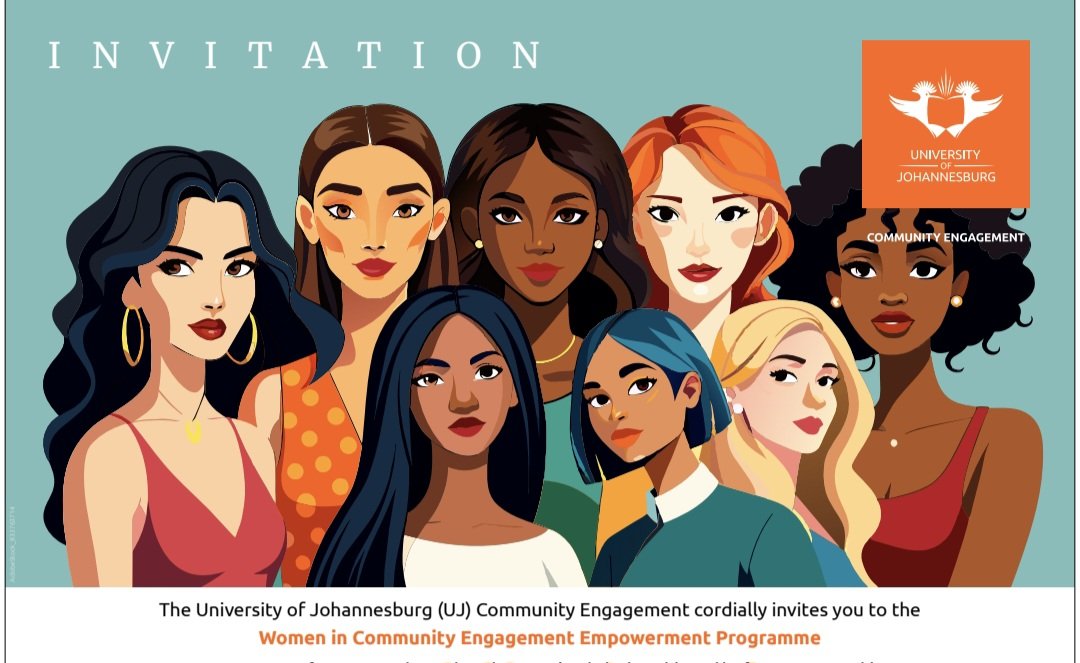 INVITATION
UNIVERSITY
OF
JOHANNESBURG
COMMUNITY ENGAGEMENT
The University of Johannesburg (UJ) Community Engagement cordially invites you to the
Women in Community Engagement Empowerment Programme